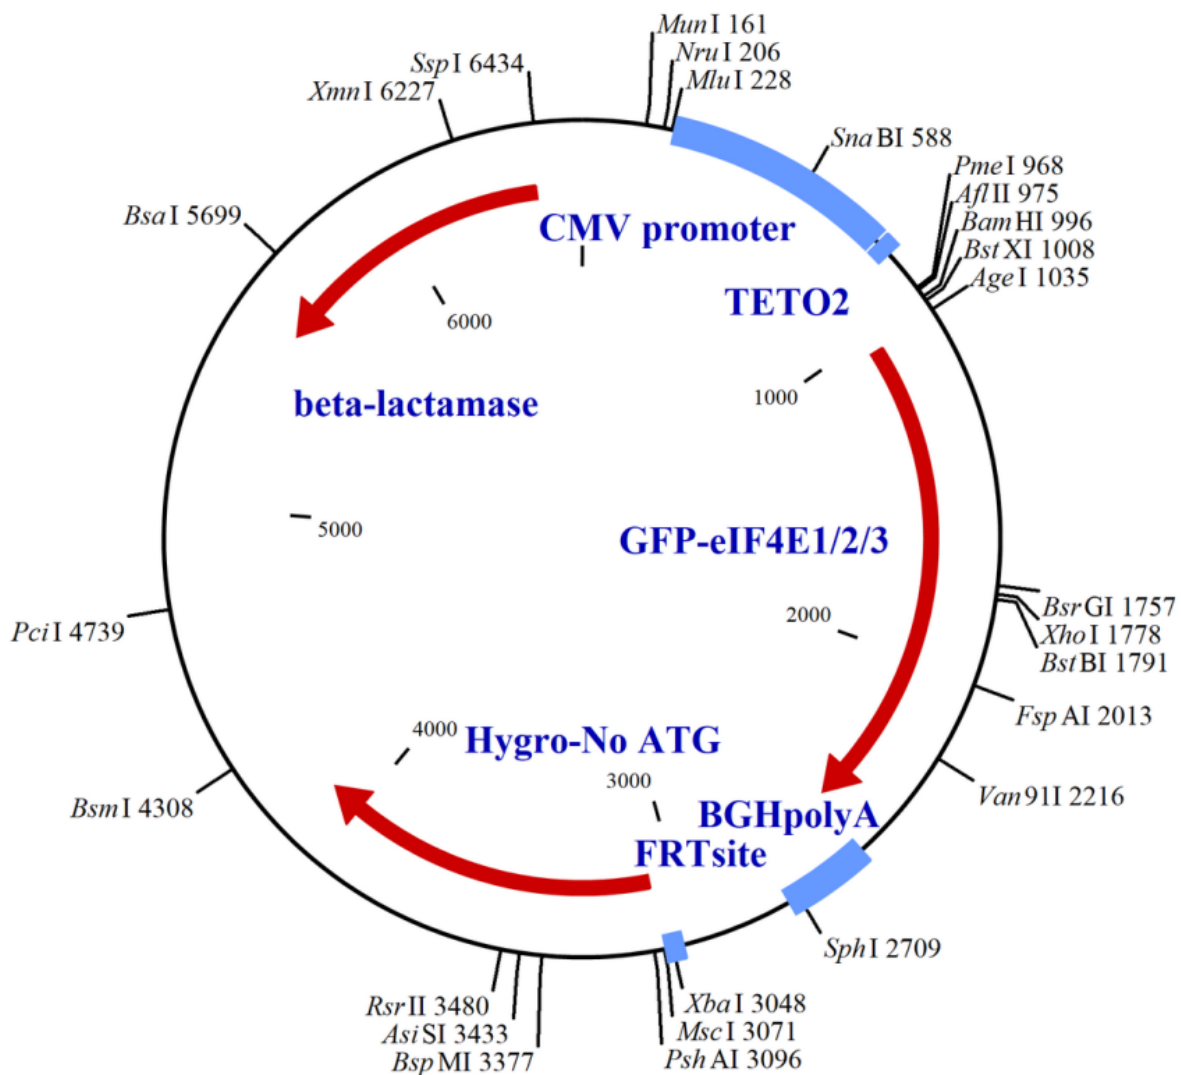 MunI 161
NruI 206
MluI 228
SspI 6434
XmnI 6227
SnaBI 588
PmeI 968
AflII 975
BamHI 996
BstXI 1008
AgeI 1035
BsaI 5699
CMV promoter
TETO2
6000
1000
beta-lactamase
5000
GFP-eIF4E1/2/3
2000
BsrGI 1757
XhoI 1778
BstBI 1791
PciI 4739
FspAI 2013
4000
Hygro-No ATG
3000
Van91I 2216
BsmI 4308
BGHpolyA
FRTsite
SphI 2709
RsrII 3480
AsiSI 3433
BspMI 3377
XbaI 3048
MscI 3071
PshAI 3096